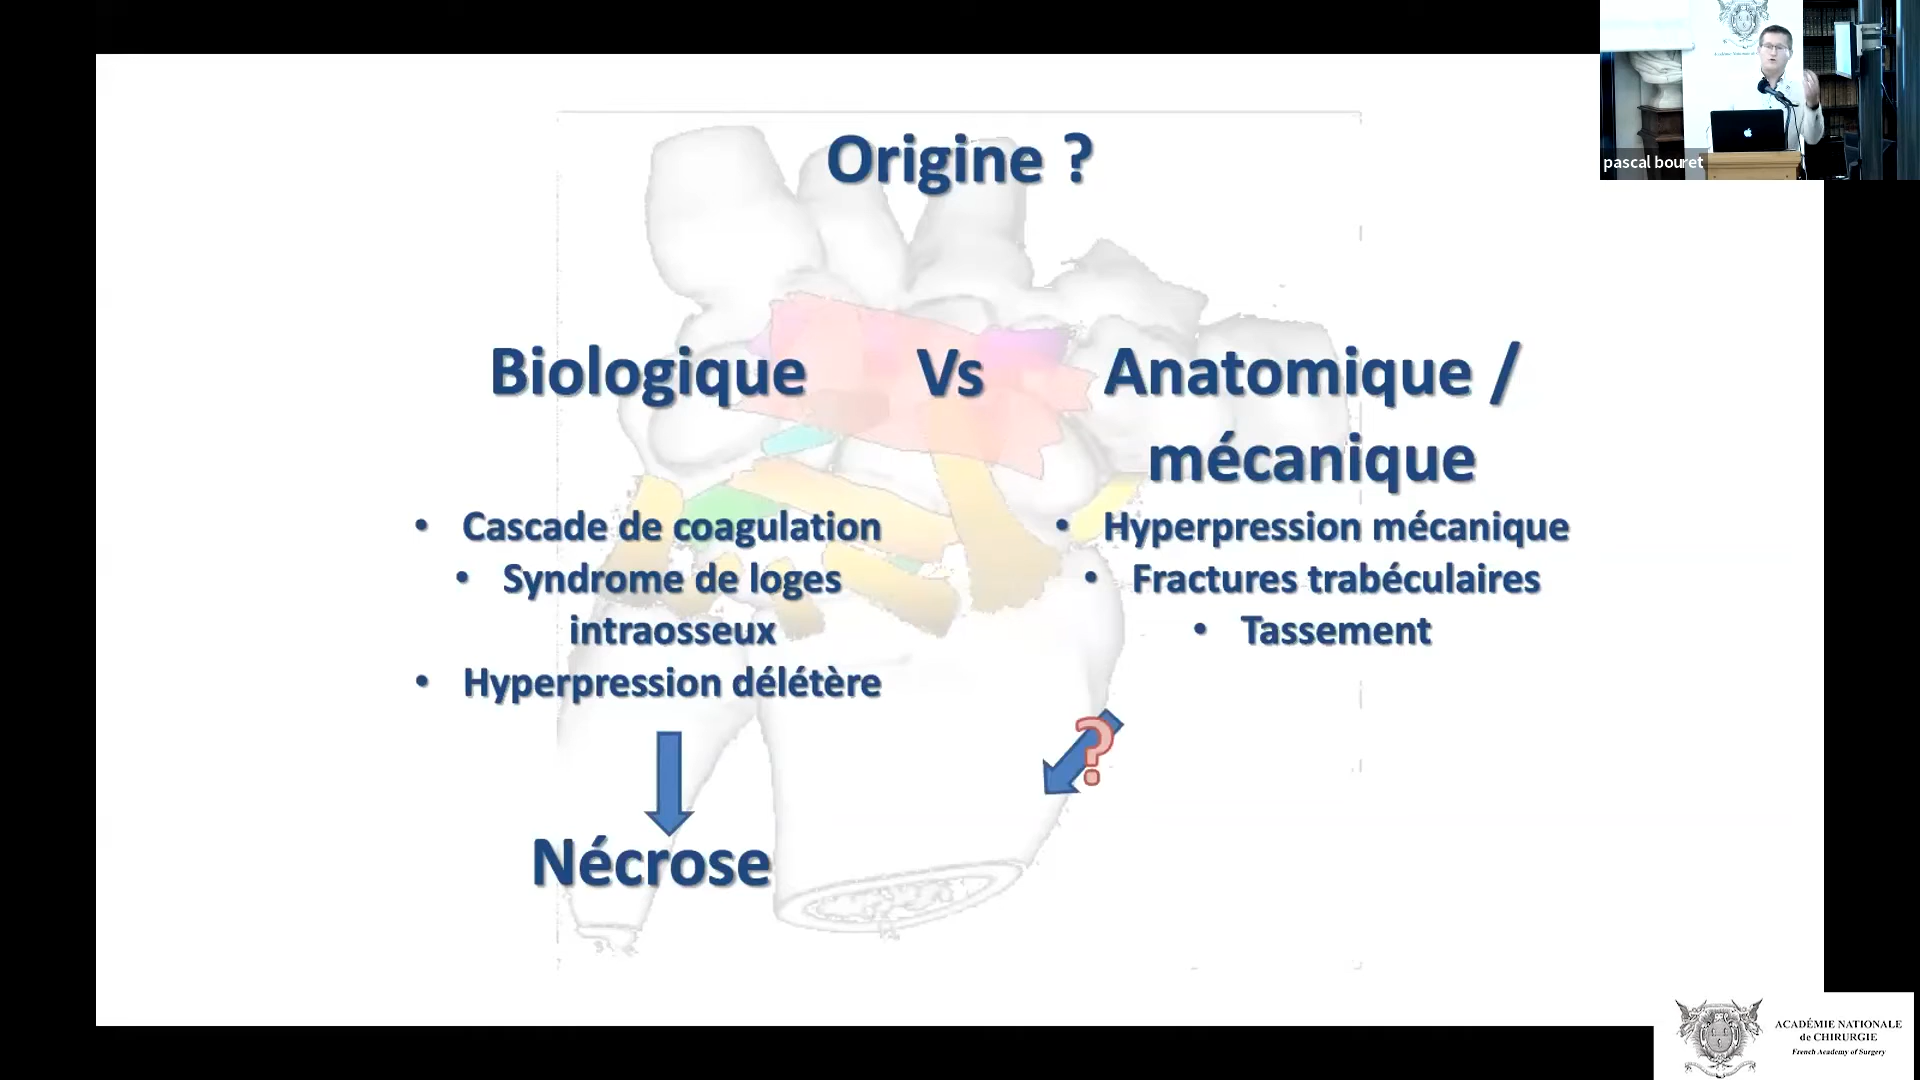 Origine ?
Biologique
Vs
Anatomique /
mécanique
• Cascade de coagulation
• Syndrome de loges
intraosseux
• Hyperpression délétère
• Hyperpression mécanique
• Fractures trabéculaires
• Tassement
?
Nécrose
pascal bouret
ACADÉMIE NATIONALE
de CHIRURGIE
French Academy of Surgery